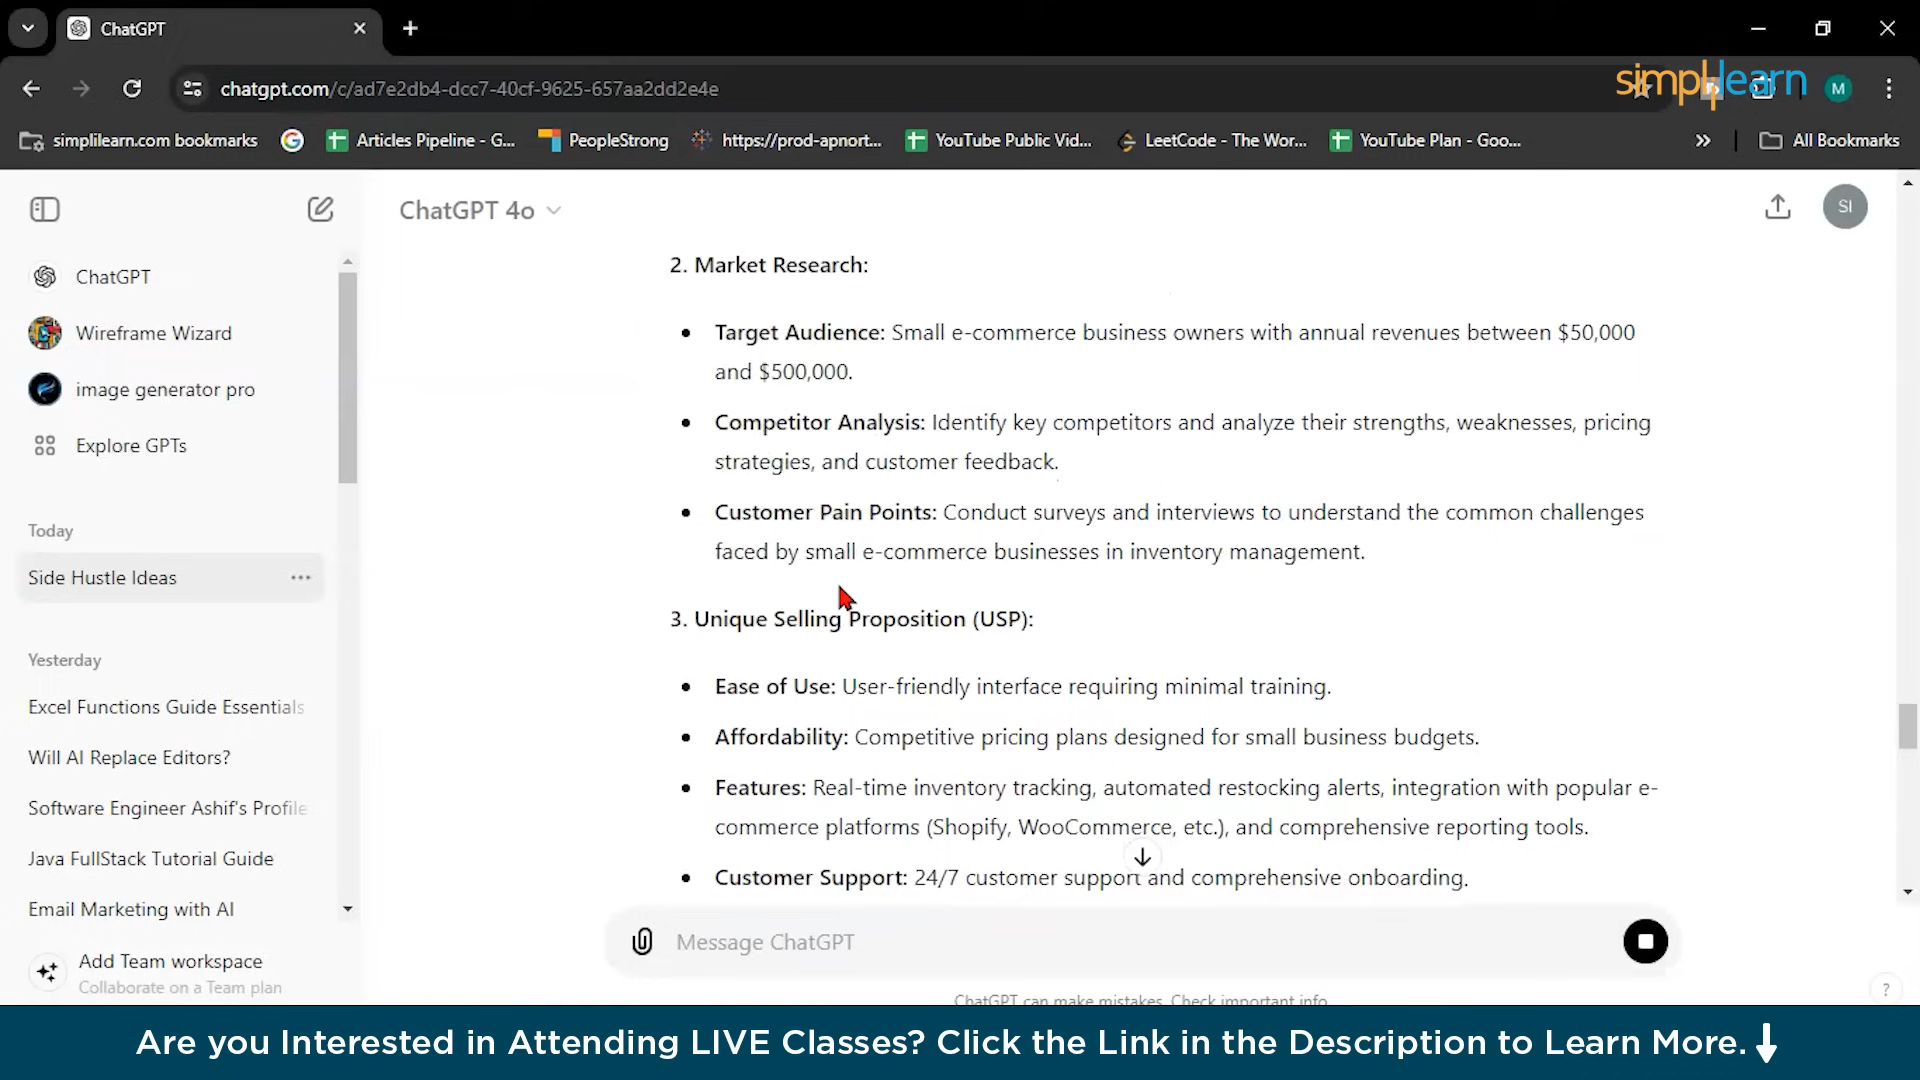 ChatGPT
simplilearn
chatgpt.com/c/ad7e2db4-dcc7-40cf-9625-657aa2dd2e4e
M
simplilearn.com bookmarks
Articles Pipeline - G...
PeopleStrong
https://prod-apnort...
YouTube Public Vid...
LeetCode - The Wor...
YouTube Plan - Goo...
All Bookmarks
ChatGPT 4o
SI
ChatGPT
Wireframe Wizard
image generator pro
Explore GPTs
Today
Side Hustle Ideas
Yesterday
Excel Functions Guide Essentials
Will AI Replace Editors?
Software Engineer Ashif's Profile
Java FullStack Tutorial Guide
Email Marketing with AI
Add Team workspace
Collaborate on a Team plan
2. Market Research:
• Target Audience: Small e-commerce business owners with annual revenues between $50,000
and $500,000.
• Competitor Analysis: Identify key competitors and analyze their strengths, weaknesses, pricing
strategies, and customer feedback.
• Customer Pain Points: Conduct surveys and interviews to understand the common challenges
faced by small e-commerce businesses in inventory management.
3. Unique Selling Proposition (USP):
• Ease of Use: User-friendly interface requiring minimal training.
• Affordability: Competitive pricing plans designed for small business budgets.
• Features: Real-time inventory tracking, automated restocking alerts, integration with popular e-
commerce platforms (Shopify, WooCommerce, etc.), and comprehensive reporting tools.
• Customer Support: 24/7 customer support and comprehensive onboarding.
Message ChatGPT
ChatGPT can make mistakes. Check important info.
?
Are you Interested in Attending LIVE Classes? Click the Link in the Description to Learn More.